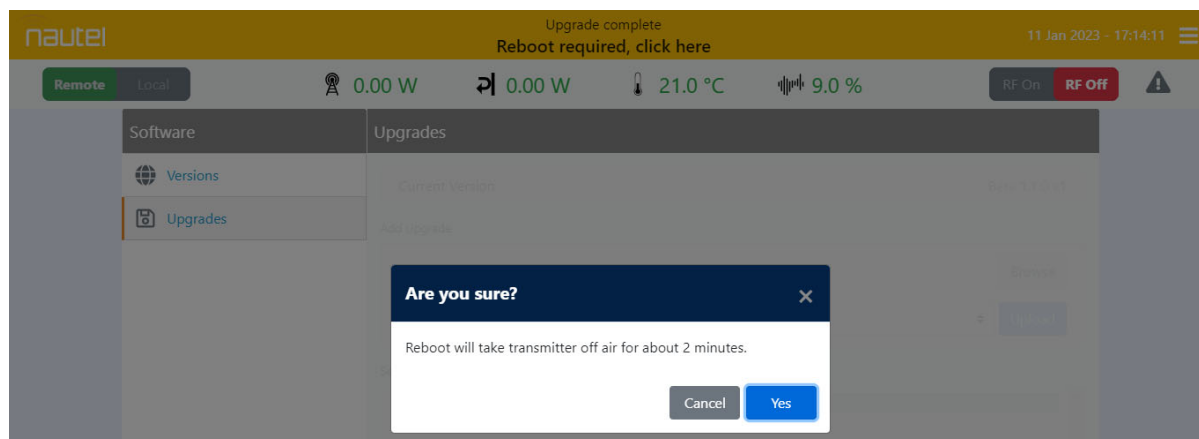 nautel
Upgrade complete
Reboot required, click here
11 Jan 2023 - 17:14:11
Remote
Local
0.00 W
0.00 W
21.0 °C
9.0 %
RF On
RF Off
Software
Upgrades
Versions
Upgrades
Current Version
Add Upgrade
Browse
Upload
Are you sure?
×
Reboot will take transmitter off air for about 2 minutes.
Cancel
Yes